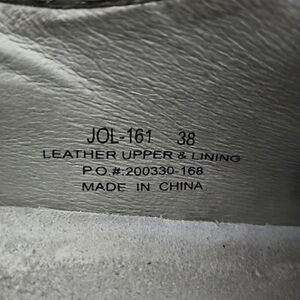 JOL-161 38
LEATHER UPPER & LINING
P.O.#:200330-168
MADE IN CHINA